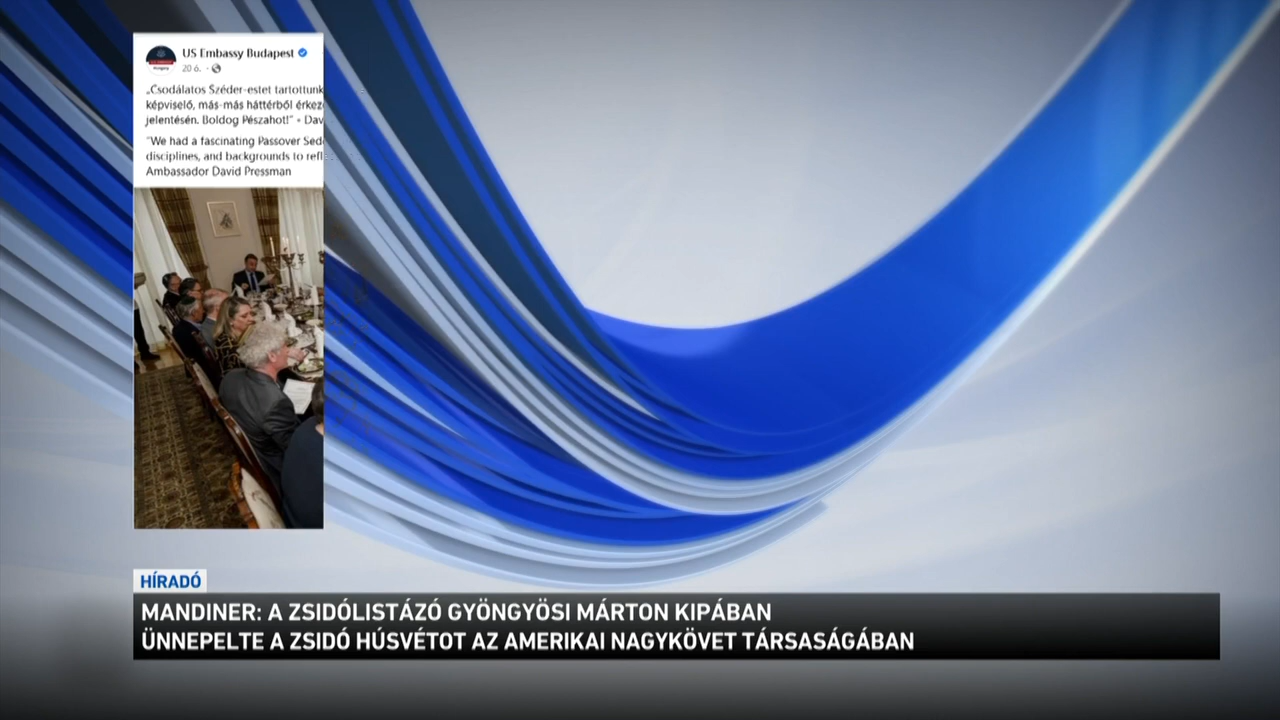 US Embassy Budapest
20 ó.
„Csodálatos Széder-estet tartottunk
képviselő, más-más háttérből érkez
jelentésén. Boldog Pészahot!” - Dav
“We had a fascinating Passover Sed
disciplines, and backgrounds to refl
Ambassador David Pressman
HÍRADÓ
MANDINER: A ZSIDÓLISTÁZÓ GYÖNGYÖSI MÁRTON KIPÁBAN
ÜNNEPELTE A ZSIDÓ HÚSVÉTOT AZ AMERIKAI NAGYKÖVET TÁRSASÁGÁBAN